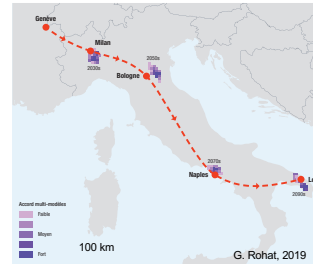 Genève
Milan
2030s
2050s
Bologne
2070s
Naples
2090s
Accord multi-modèles
Faible
Moyen
Fort
100 km
G. Rohat, 2019